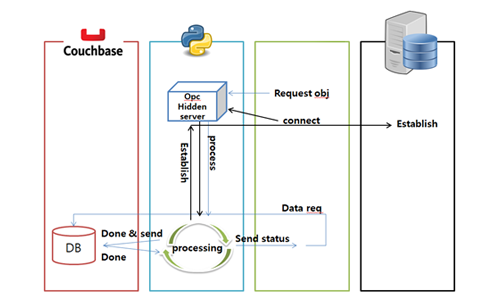 Couchbase
Opc
Hidden
server
Request obj
connect
Establish
Establish
process
Data req
DB
Done & send
Done
processing
Send status